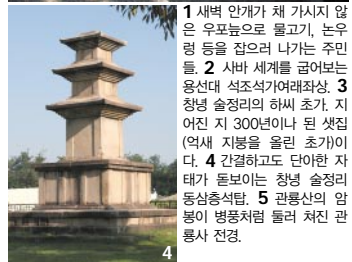 1 새벽 안개가 채 가시지 않
은 우포늪으로 물고기, 논우
렁 등을 잡으러 나가는 주민
들. 2 사바 세계를 굽어보는
용선대 석조석가여래좌상. 3
창녕 술정리의 하씨 초가. 지
어진 지 300년이나 된 샛집
(억새 지붕을 올린 초가)이
다. 4 간결하고도 단아한 자
태가 돋보이는 창녕 술정리
동삼층석탑. 5 관룡산의 암
봉이 병풍처럼 둘러 쳐진 관
룡사 전경.
4